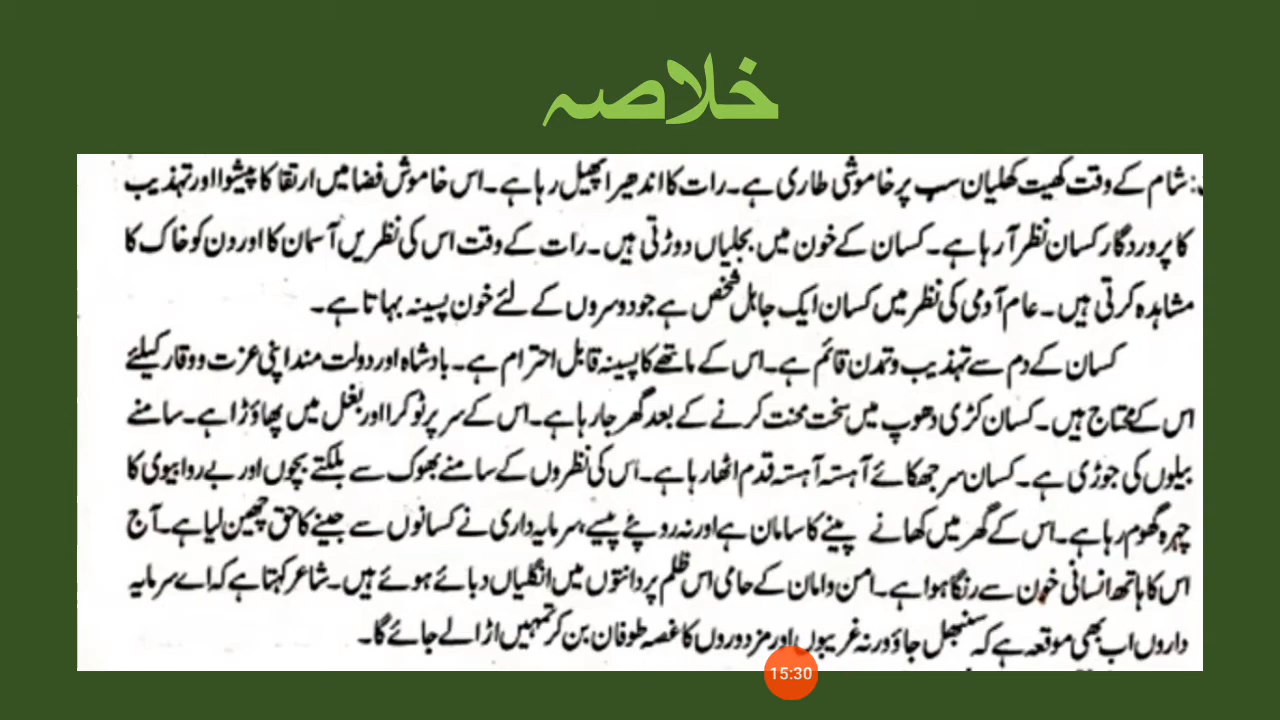 خلاصہ
: شام کے وقت کھیت کھلیان سب پر خاموشی طاری ہے۔ رات کا اندھیرا پھیل رہا ہے۔ اس خاموش فضا میں ارتقا کا پیشوا اور تہذیب
کا پروردگار کسان نظر آ رہا ہے۔ کسان کے خون میں بجلیاں دوڑتی ہیں۔ رات کے وقت اس کی نظریں آسمان کا اور دن کو خاک کا
مشاہدہ کرتی ہیں۔ عام آدمی کی نظر میں کسان ایک جاہل شخص ہے جو دوسروں کے لئے خون پسینہ بہاتا ہے۔
کسان کے دم سے تہذیب و تمدن قائم ہے۔ اس کے ماتھے کا پسینہ قابل احترام ہے۔ بادشاہ اور دولت مند اپنی عزت و وقار کیلئے
اس کے محتاج ہیں۔ کسان کڑی دھوپ میں سخت محنت کرنے کے بعد گھر جا رہا ہے۔ اس کے سر پر ٹوکرا اور بغل میں پھاؤڑا ہے۔ سامنے
بیلوں کی جوڑی ہے۔ کسان سر جھکائے آہستہ آہستہ قدم اٹھا رہا ہے۔ اس کی نظروں کے سامنے بھوک سے بلکتے بچوں اور بے ردا بیوی کا
چہرہ گھوم رہا ہے۔ اس کے گھر میں کھانے پینے کا سامان ہے اور نہ روپئے پیسے، سرمایہ داری نے کسانوں سے جینے کا حق چھین لیا ہے۔ آج
اس کا ہاتھ انسانی خون سے رنگا ہوا ہے۔ امن و امان کے حامی اس ظلم پر دانتوں میں انگلیاں دبائے ہوئے ہیں۔ شاعر کہتا ہے کہ اے سرمایہ
داروں اب بھی موقعہ ہے کہ سنبھل جاؤ ورنہ غریبوں اور مزدوروں کا غصہ طوفان بن کر تمہیں اڑا لے جائے گا۔
15:30